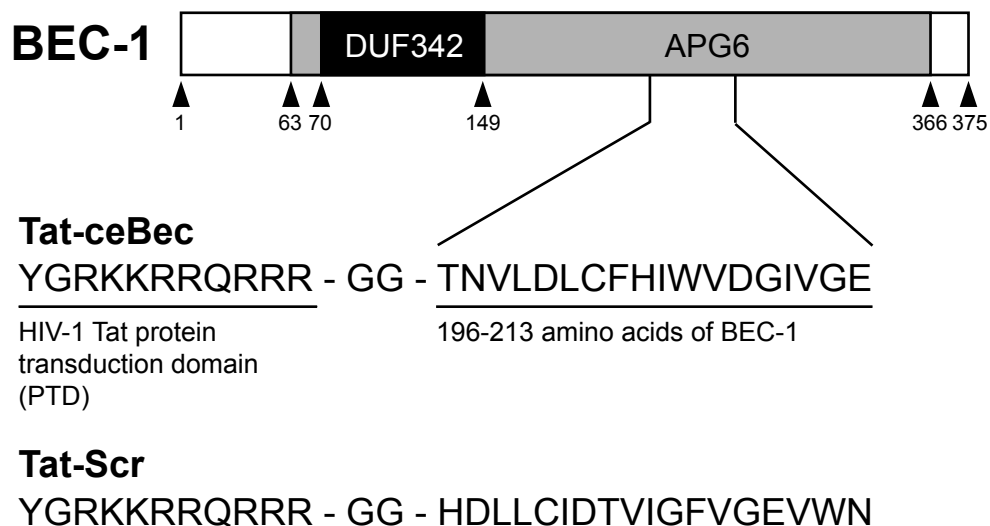 BEC-1 DUF342 APG6
1 63 70 149 366 375
Tat-ceBec
YGRKKRRQRRR - GG - TNVLDLCFHIWVDGIVGE
HIV-1 Tat protein
transduction domain
(PTD)
196-213 amino acids of BEC-1
Tat-Scr
YGRKKRRQRRR - GG - HDLLCIDTVIGFVGEVWN